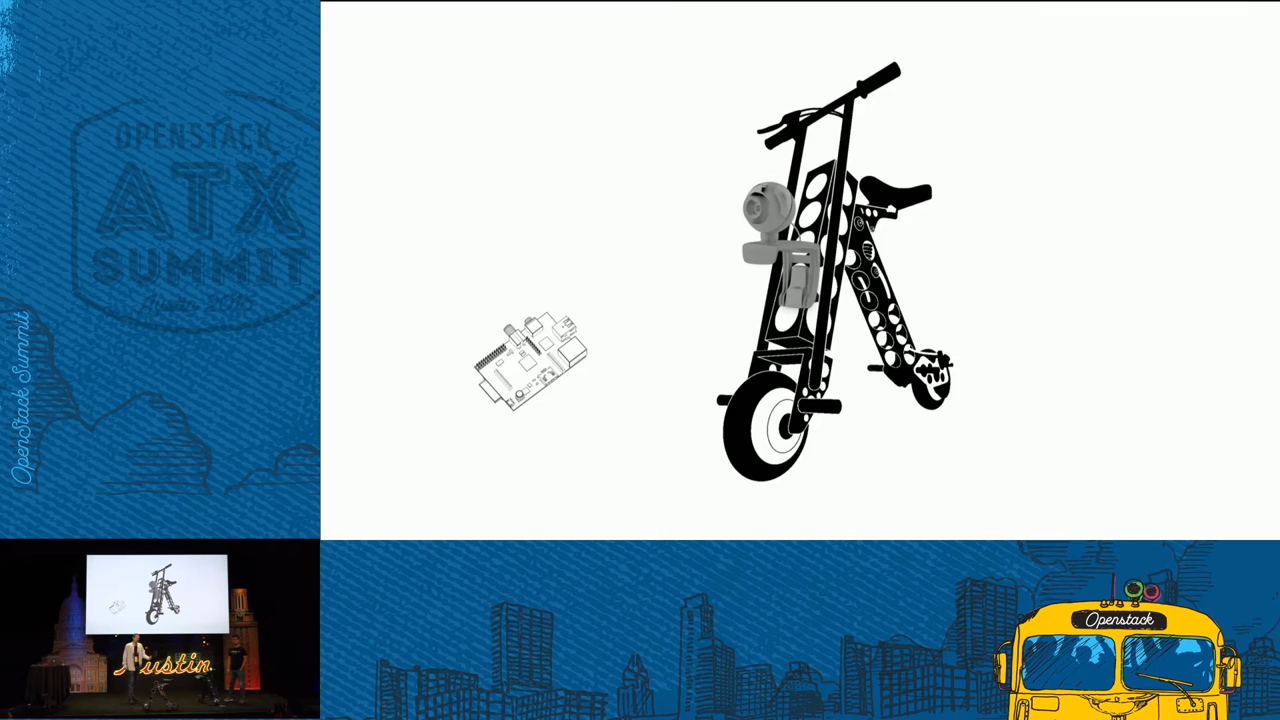 OPENSTACK
ATX
SUMMIT
Austin 2016
OpenStack Summit
Austin
Openstack